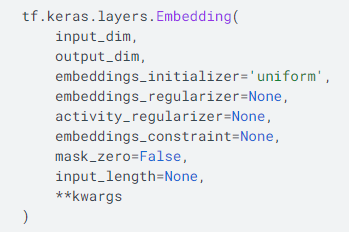 tf.keras.layers.Embedding(
    input_dim,
    output_dim,
    embeddings_initializer='uniform',
    embeddings_regularizer=None,
    activity_regularizer=None,
    embeddings_constraint=None,
    mask_zero=False,
    input_length=None,
    **kwargs
)